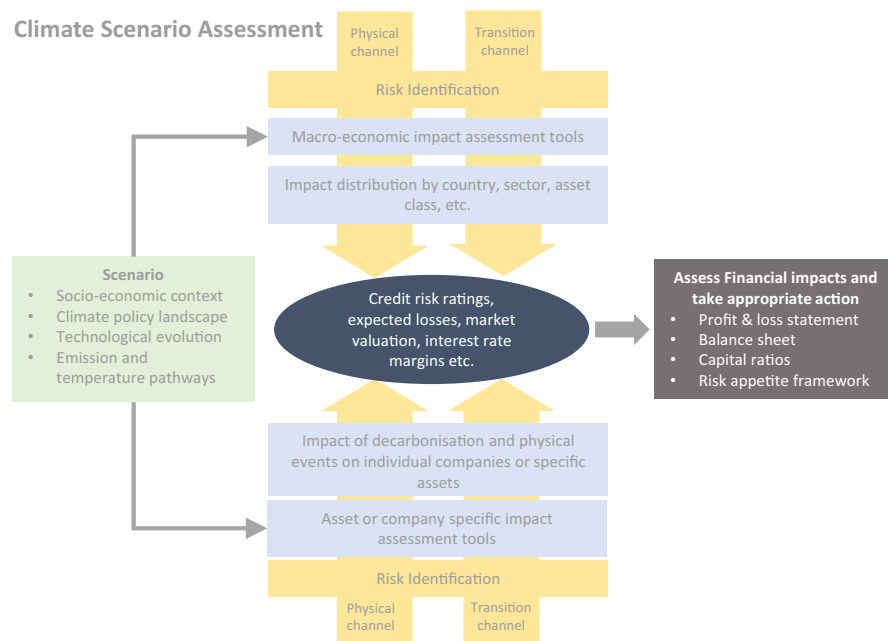 Climate Scenario Assessment
Physical
channel
Transition
channel
Risk Identification
Macro-economic impact assessment tools
Impact distribution by country, sector, asset
class, etc.
Scenario
• Socio-economic context
• Climate policy landscape
• Technological evolution
• Emission and
temperature pathways
Credit risk ratings,
expected losses, market
valuation, interest rate
margins etc.
Assess Financial impacts and
take appropriate action
• Profit & loss statement
• Balance sheet
• Capital ratios
• Risk appetite framework
Impact of decarbonisation and physical
events on individual companies or specific
assets
Asset or company specific impact
assessment tools
Risk Identification
Physical
channel
Transition
channel